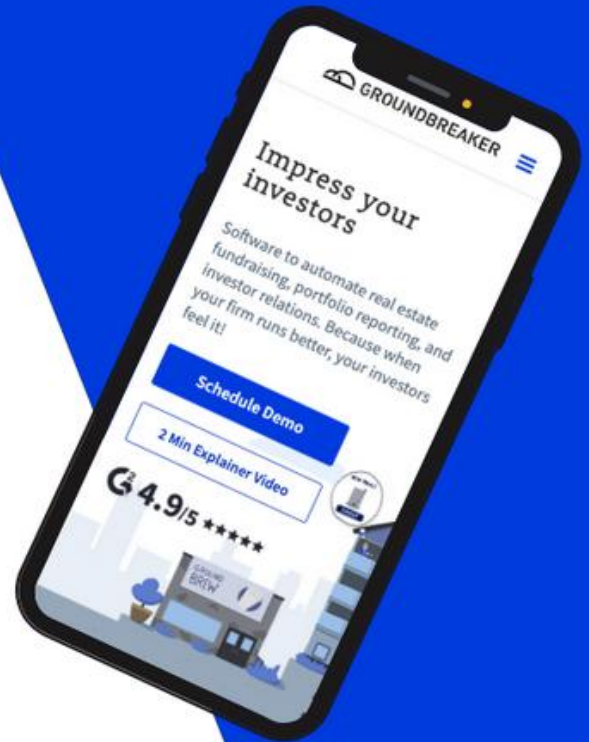 GROUNDBREAKER
Impress your
investors
Software to automate real estate
fundraising, portfolio reporting, and
investor relations. Because when
your firm runs better, your investors
feel it!
Schedule Demo
2 Min Explainer Video
G2 4.9/5 ★★★★★
GROUND
BREW